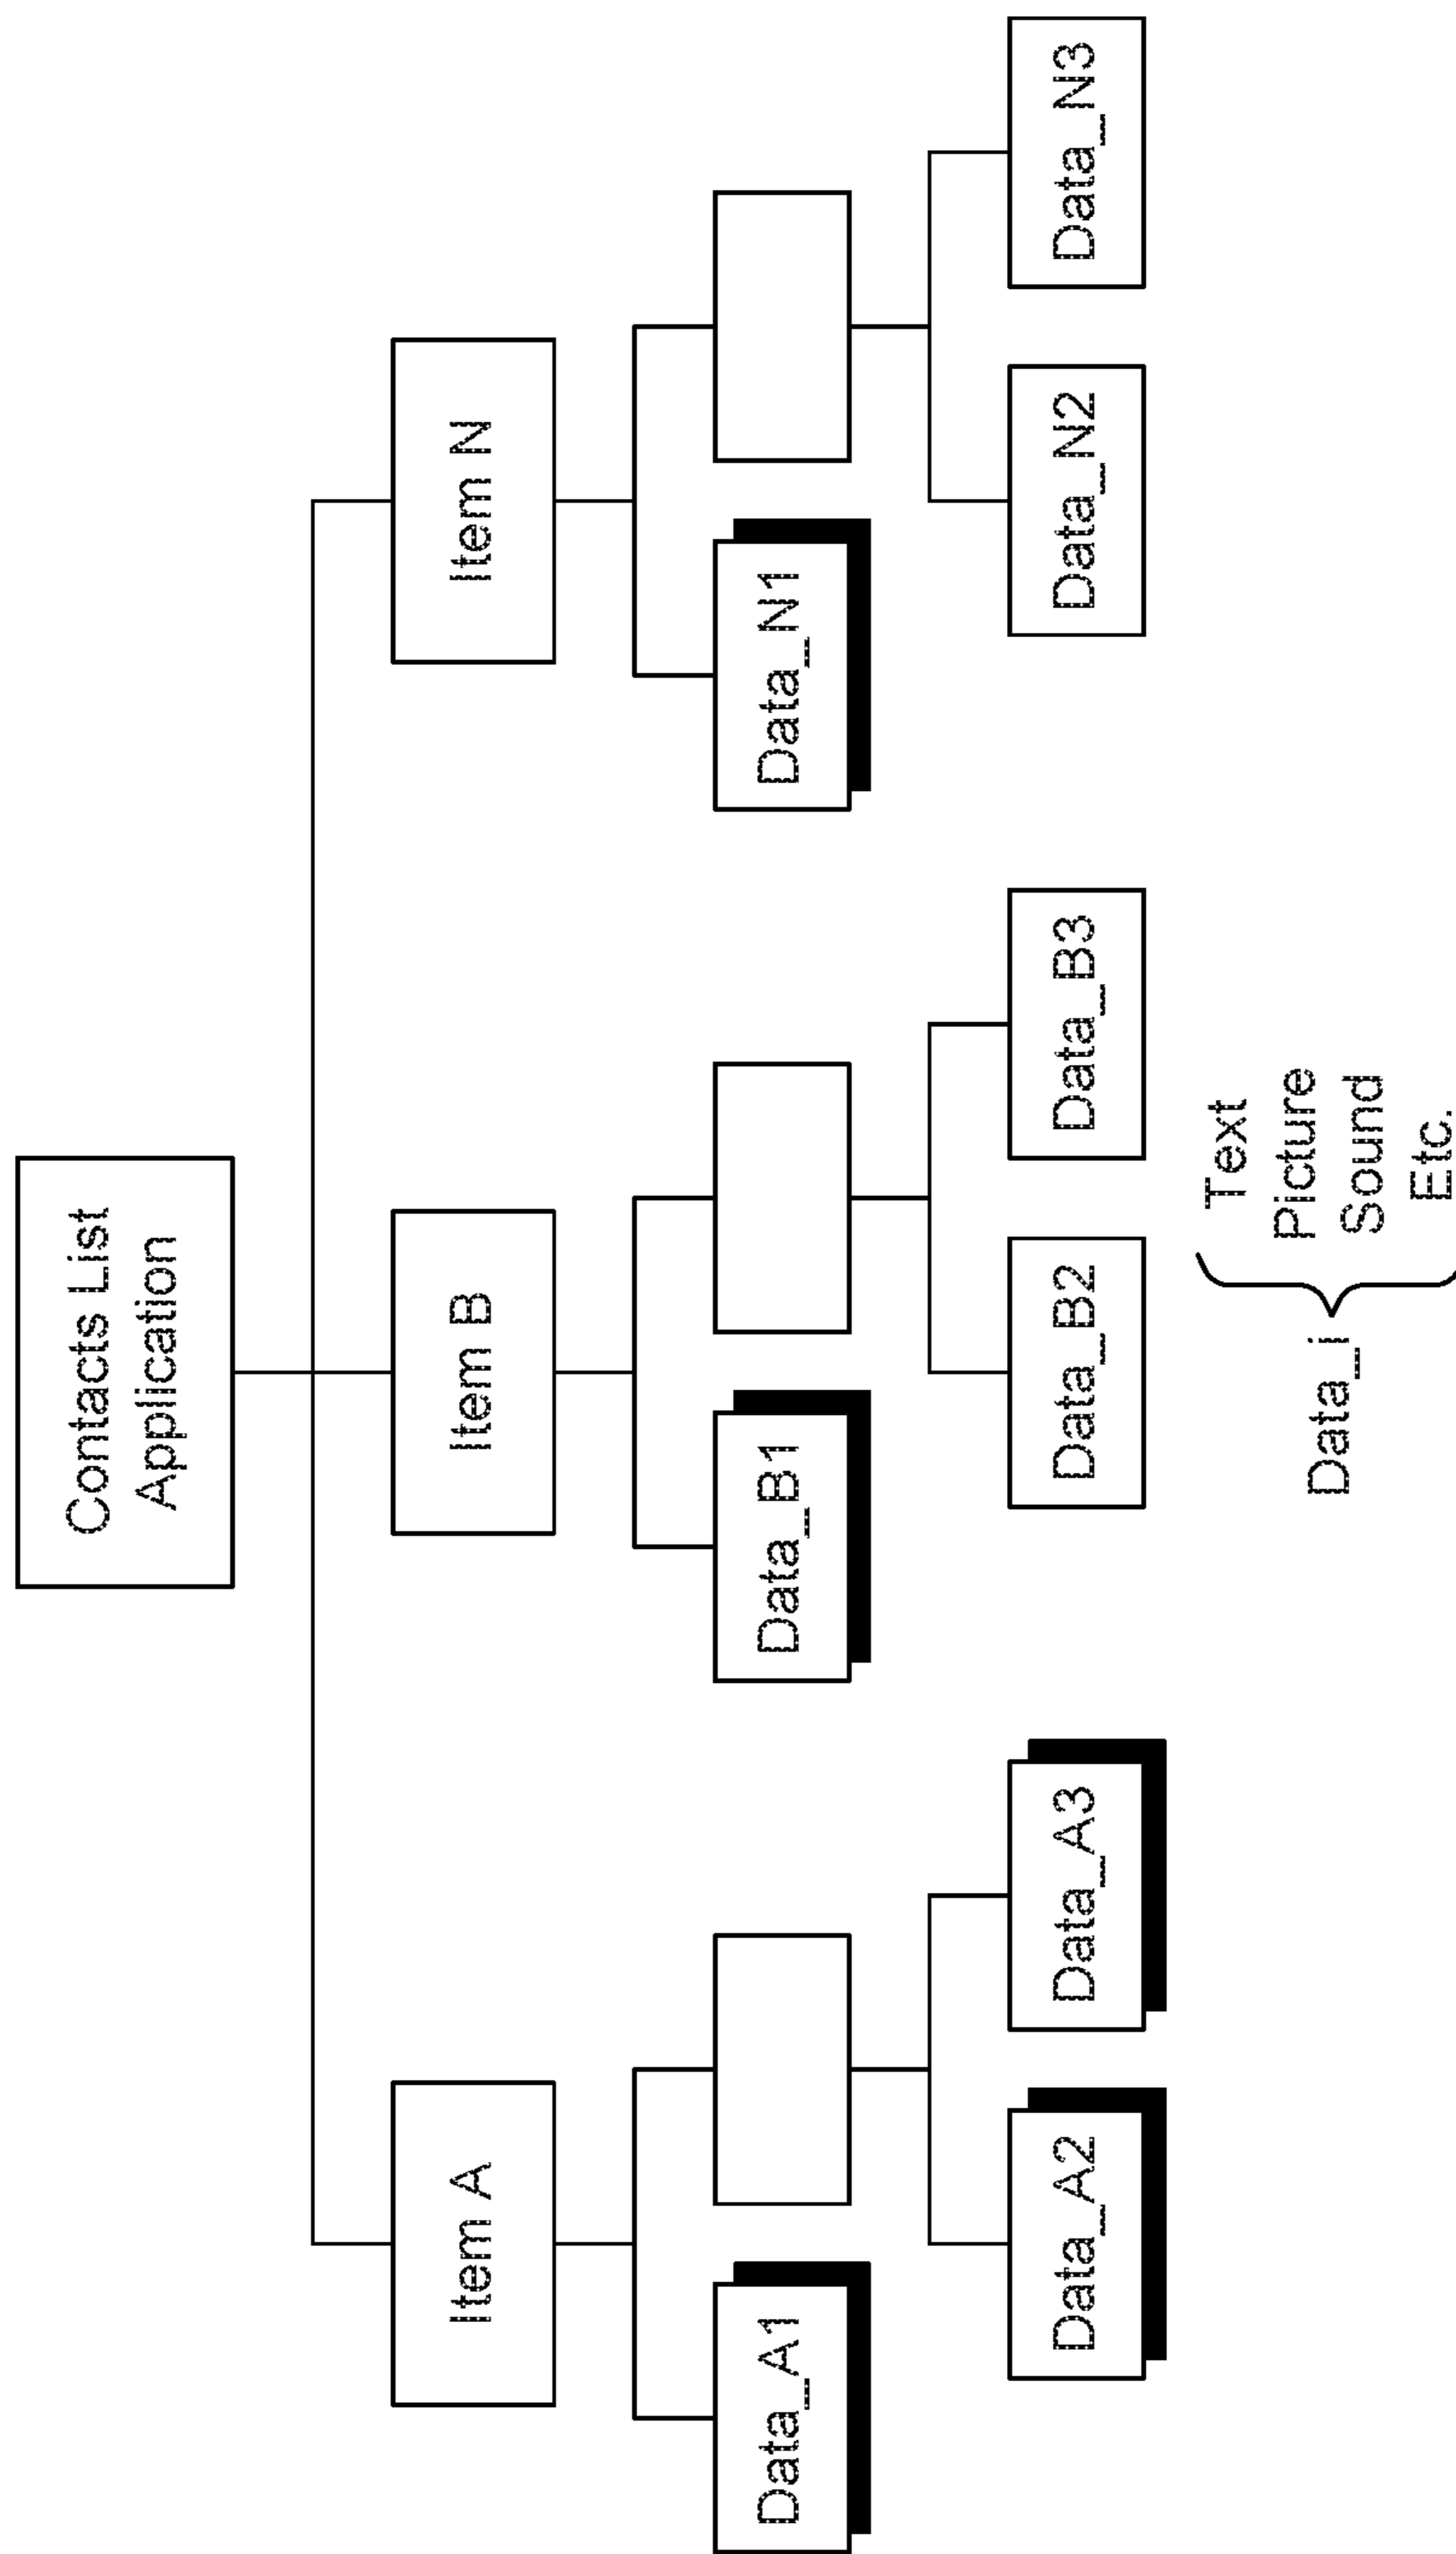 Contacts List
Application
Item A
Item B
Item N
Data_A1
Data_B1
Data_N1
Data_A2
Data_A3
Data_B2
Data_B3
Data_N2
Data_N3
Data_i
Text
Picture
Sound
Etc.